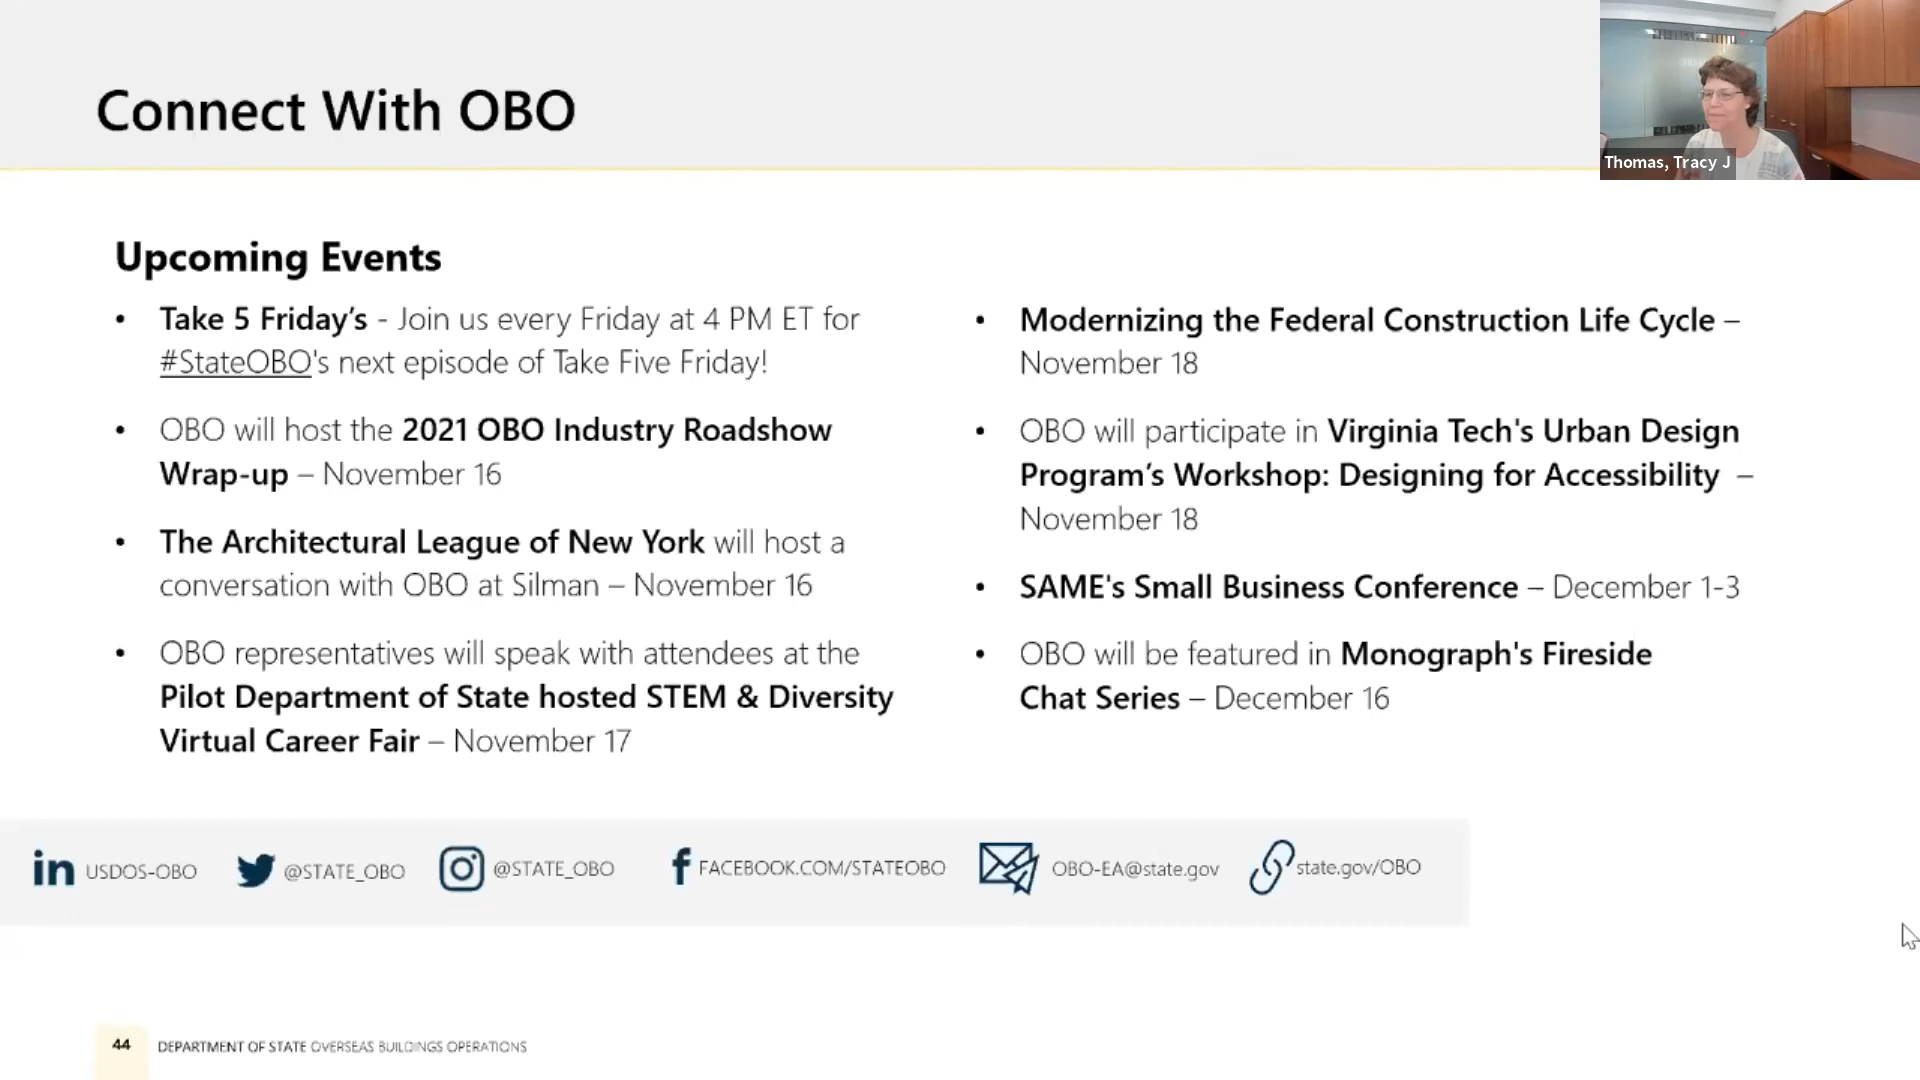 Connect With OBO
Thomas, Tracy J
Upcoming Events
• Take 5 Friday’s - Join us every Friday at 4 PM ET for
#StateOBO's next episode of Take Five Friday!
• OBO will host the 2021 OBO Industry Roadshow
Wrap-up – November 16
• The Architectural League of New York will host a
conversation with OBO at Silman – November 16
• OBO representatives will speak with attendees at the
Pilot Department of State hosted STEM & Diversity
Virtual Career Fair – November 17
• Modernizing the Federal Construction Life Cycle –
November 18
• OBO will participate in Virginia Tech's Urban Design
Program’s Workshop: Designing for Accessibility –
November 18
• SAME's Small Business Conference – December 1-3
• OBO will be featured in Monograph's Fireside
Chat Series – December 16
in USDOS-OBO @STATE_OBO @STATE_OBO f FACEBOOK.COM/STATEOBO OBO-EA@state.gov state.gov/OBO
44 DEPARTMENT OF STATE OVERSEAS BUILDINGS OPERATIONS